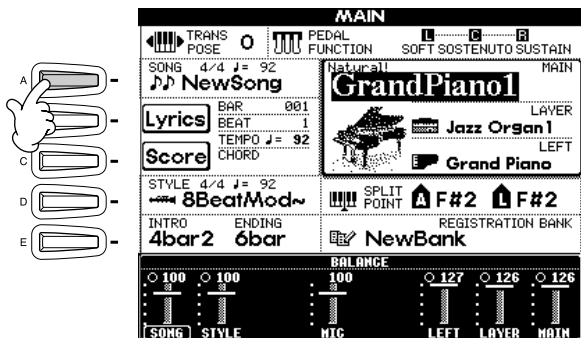 MAIN
TRANS POSE 0 PEDAL FUNCTION L C R SOFT SOSTENUTO SUSTAIN
SONG 4/4 ♩= 92
NewSong
Natural! MAIN
GrandPiano1
A
LAYER
Jazz Organ1
LEFT
Grand Piano
Lyrics
BAR 001
BEAT 1
TEMPO ♩= 92
Score
CHORD
C
STYLE 4/4 ♩= 92
8BeatMod~
SPLIT POINT A F#2 L F#2
D
INTRO ENDING
4bar2 6bar
REGISTRATION BANK
NewBank
E
BALANCE
100 100 100 127 126 126
SONG STYLE MIC LEFT LAYER MAIN